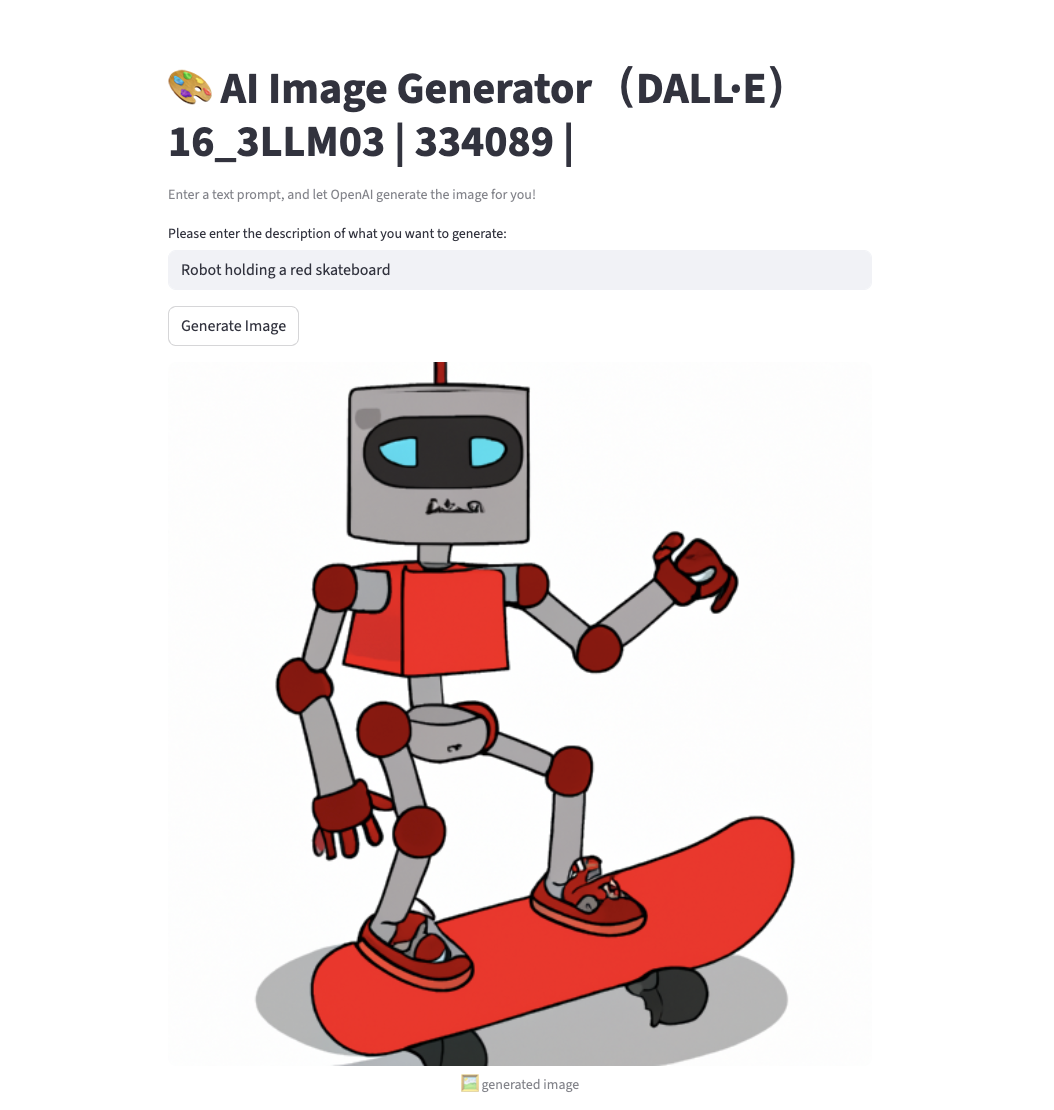 🎨 AI Image Generator（DALL·E）
16_3LLM03 | 334089 |
Enter a text prompt, and let OpenAI generate the image for you!
Please enter the description of what you want to generate:
Robot holding a red skateboard
Generate Image
🖼️ generated image